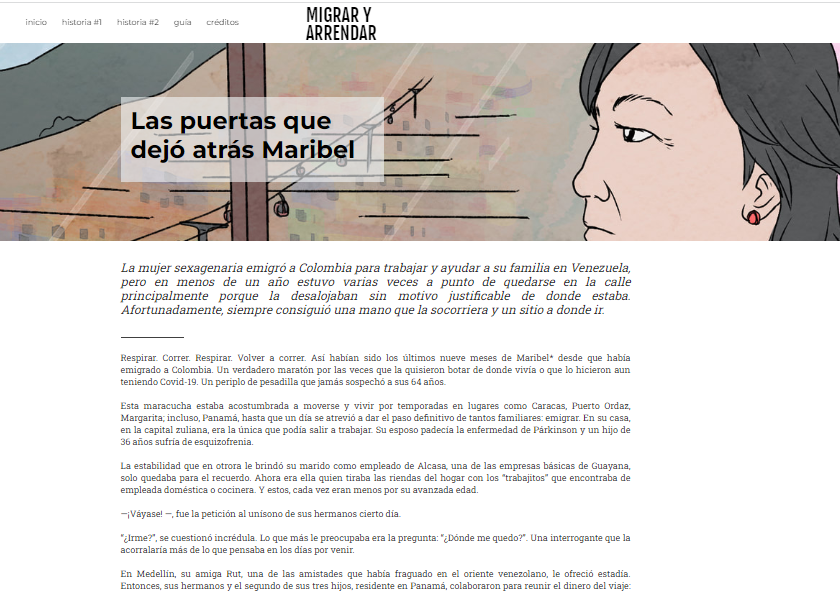 inicio historia #1 historia #2 guía créditos
MIGRAR Y
ARRENDAR
Las puertas que
dejó atrás Maribel
La mujer sexagenaria emigró a Colombia para trabajar y ayudar a su familia en Venezuela,
pero en menos de un año estuvo varias veces a punto de quedarse en la calle
principalmente porque la desalojaban sin motivo justificable de donde estaba.
Afortunadamente, siempre consiguió una mano que la socorriera y un sitio a donde ir.
Respirar. Correr. Respirar. Volver a correr. Así habían sido los últimos nueve meses de Maribel* desde que había
emigrado a Colombia. Un verdadero maratón por las veces que la quisieron botar de donde vivía o que lo hicieron aun
teniendo Covid-19. Un periplo de pesadilla que jamás sospechó a sus 64 años.
Esta maracucha estaba acostumbrada a moverse y vivir por temporadas en lugares como Caracas, Puerto Ordaz,
Margarita; incluso, Panamá, hasta que un día se atrevió a dar el paso definitivo de tantos familiares: emigrar. En su casa,
en la capital zuliana, era la única que podía salir a trabajar. Su esposo padecía la enfermedad de Párkinson y un hijo de
36 años sufría de esquizofrenia.
La estabilidad que en otrora le brindó su marido como empleado de Alcasa, una de las empresas básicas de Guayana,
solo quedaba para el recuerdo. Ahora era ella quien tiraba las riendas del hogar con los "trabajitos" que encontraba de
empleada doméstica o cocinera. Y estos, cada vez eran menos por su avanzada edad.
—¡Váyase! —, fue la petición al unísono de sus hermanos cierto día.
"¿Irme?", se cuestionó incrédula. Lo que más le preocupaba era la pregunta: "¿Dónde me quedo?". Una interrogante que la
acorralaría más de lo que pensaba en los días por venir.
En Medellín, su amiga Rut, una de las amistades que había fraguado en el oriente venezolano, le ofreció estadía.
Entonces, sus hermanos y el segundo de sus tres hijos, residente en Panamá, colaboraron para reunir el dinero del viaje: